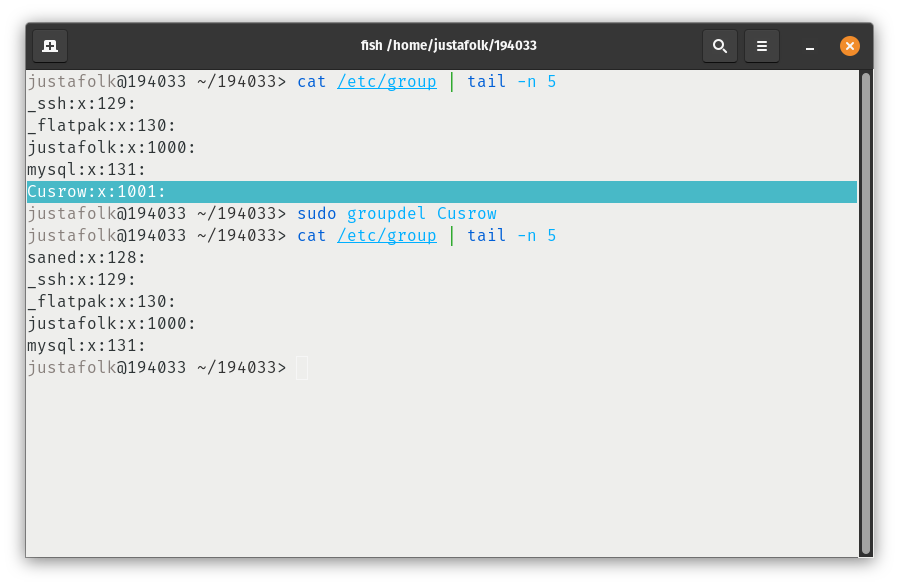 fish /home/justafolk/194033
justafolk@194033 ~/194033> cat /etc/group | tail -n 5
_ssh:x:129:
_flatpak:x:130:
justafolk:x:1000:
mysql:x:131:
Cusrow:x:1001:
justafolk@194033 ~/194033> sudo groupdel Cusrow
justafolk@194033 ~/194033> cat /etc/group | tail -n 5
saned:x:128:
_ssh:x:129:
_flatpak:x:130:
justafolk:x:1000:
mysql:x:131:
justafolk@194033 ~/194033>